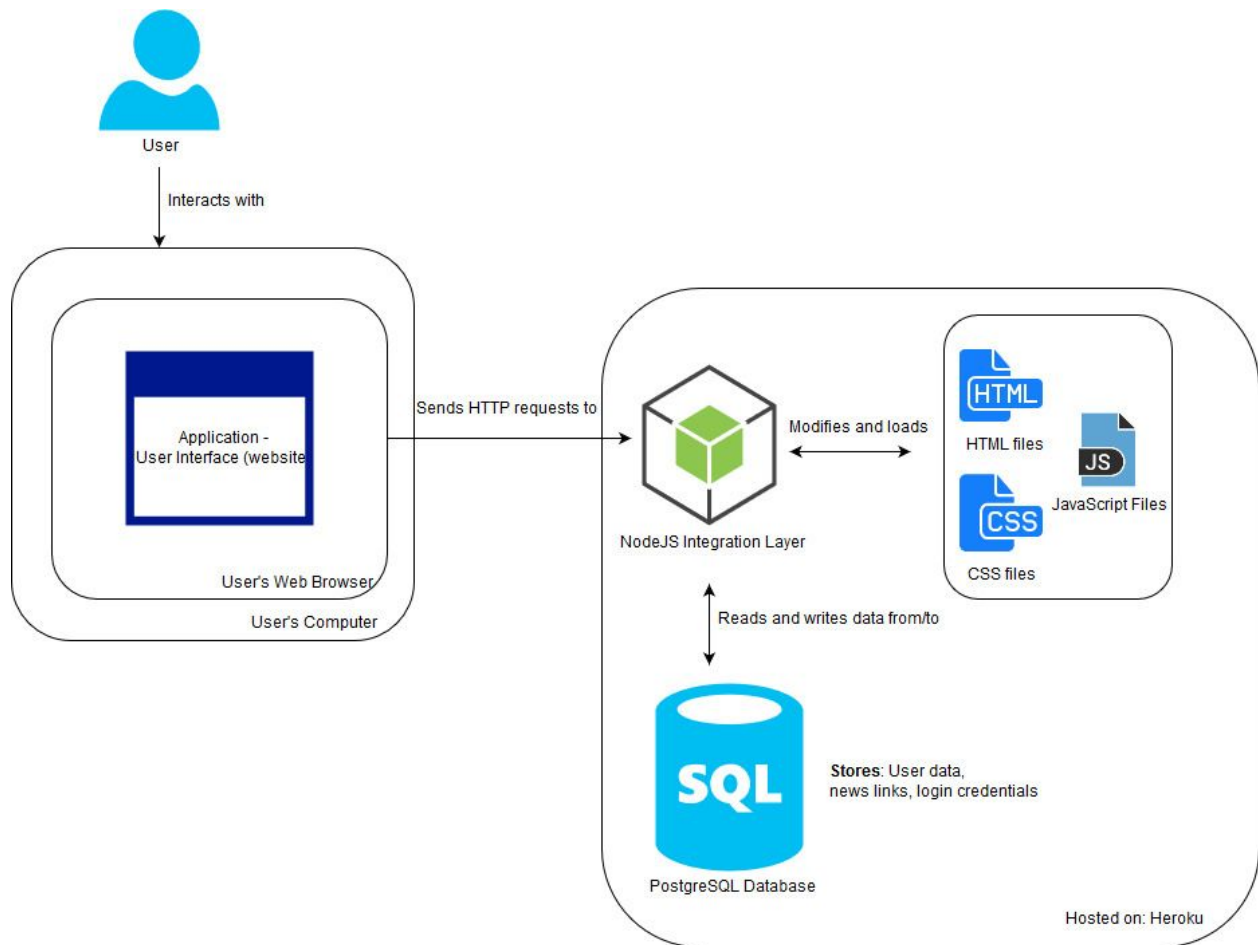 User
Interacts with
Application -
User Interface (website
User's Web Browser
User's Computer
Sends HTTP requests to
NodeJS Integration Layer
Modifies and loads
HTML
HTML files
JS
JavaScript Files
CSS
CSS files
Reads and writes data from/to
SQL
PostgreSQL Database
Stores: User data,
news links, login credentials
Hosted on: Heroku